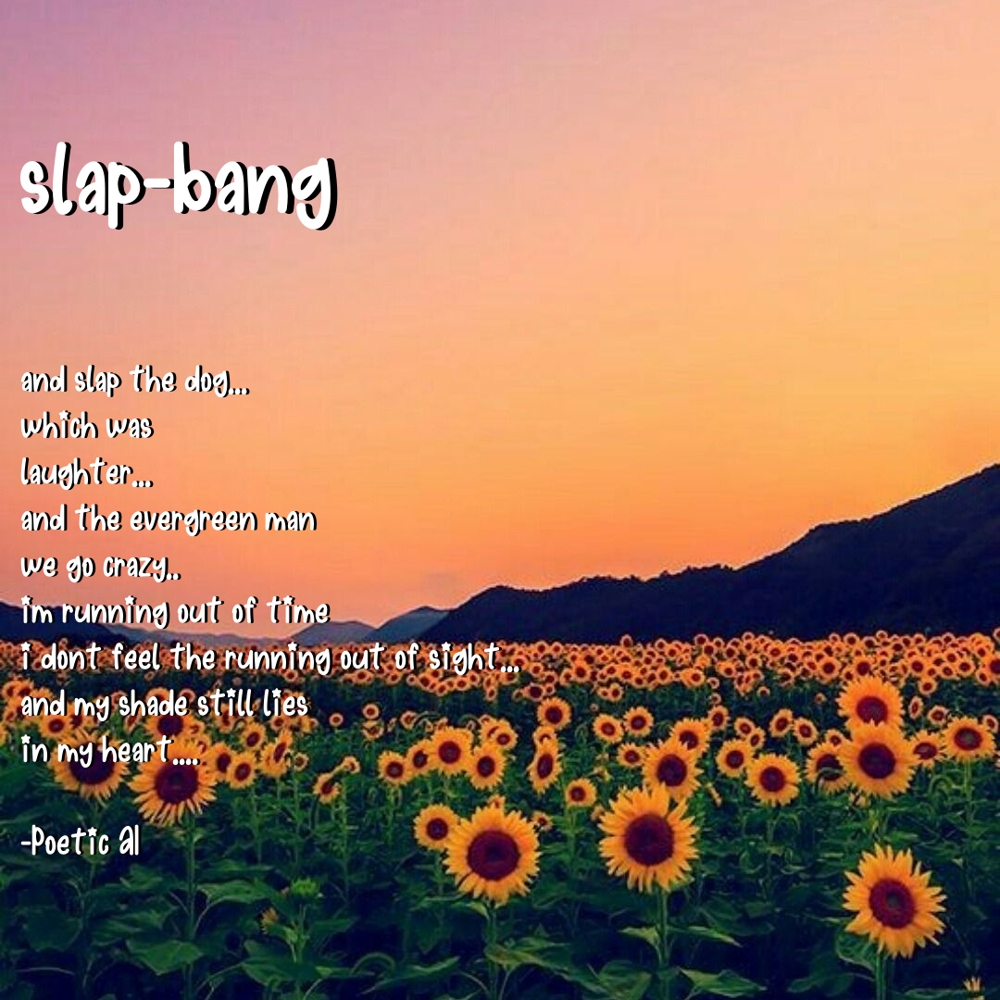 slap-bang
and slap the dog...
which was
laughter...
and the evergreen man
we go crazy..
im running out of time
i dont feel the running out of sight...
and my shade still lies
in my heart....
-Poetic Al